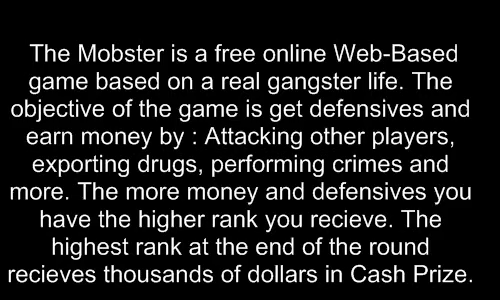 The Mobster is a free online Web-Based
game based on a real gangster life. The
objective of the game is get defensives and
earn money by : Attacking other players,
exporting drugs, performing crimes and
more. The more money and defensives you
have the higher rank you recieve. The
highest rank at the end of the round
recieves thousands of dollars in Cash Prize.